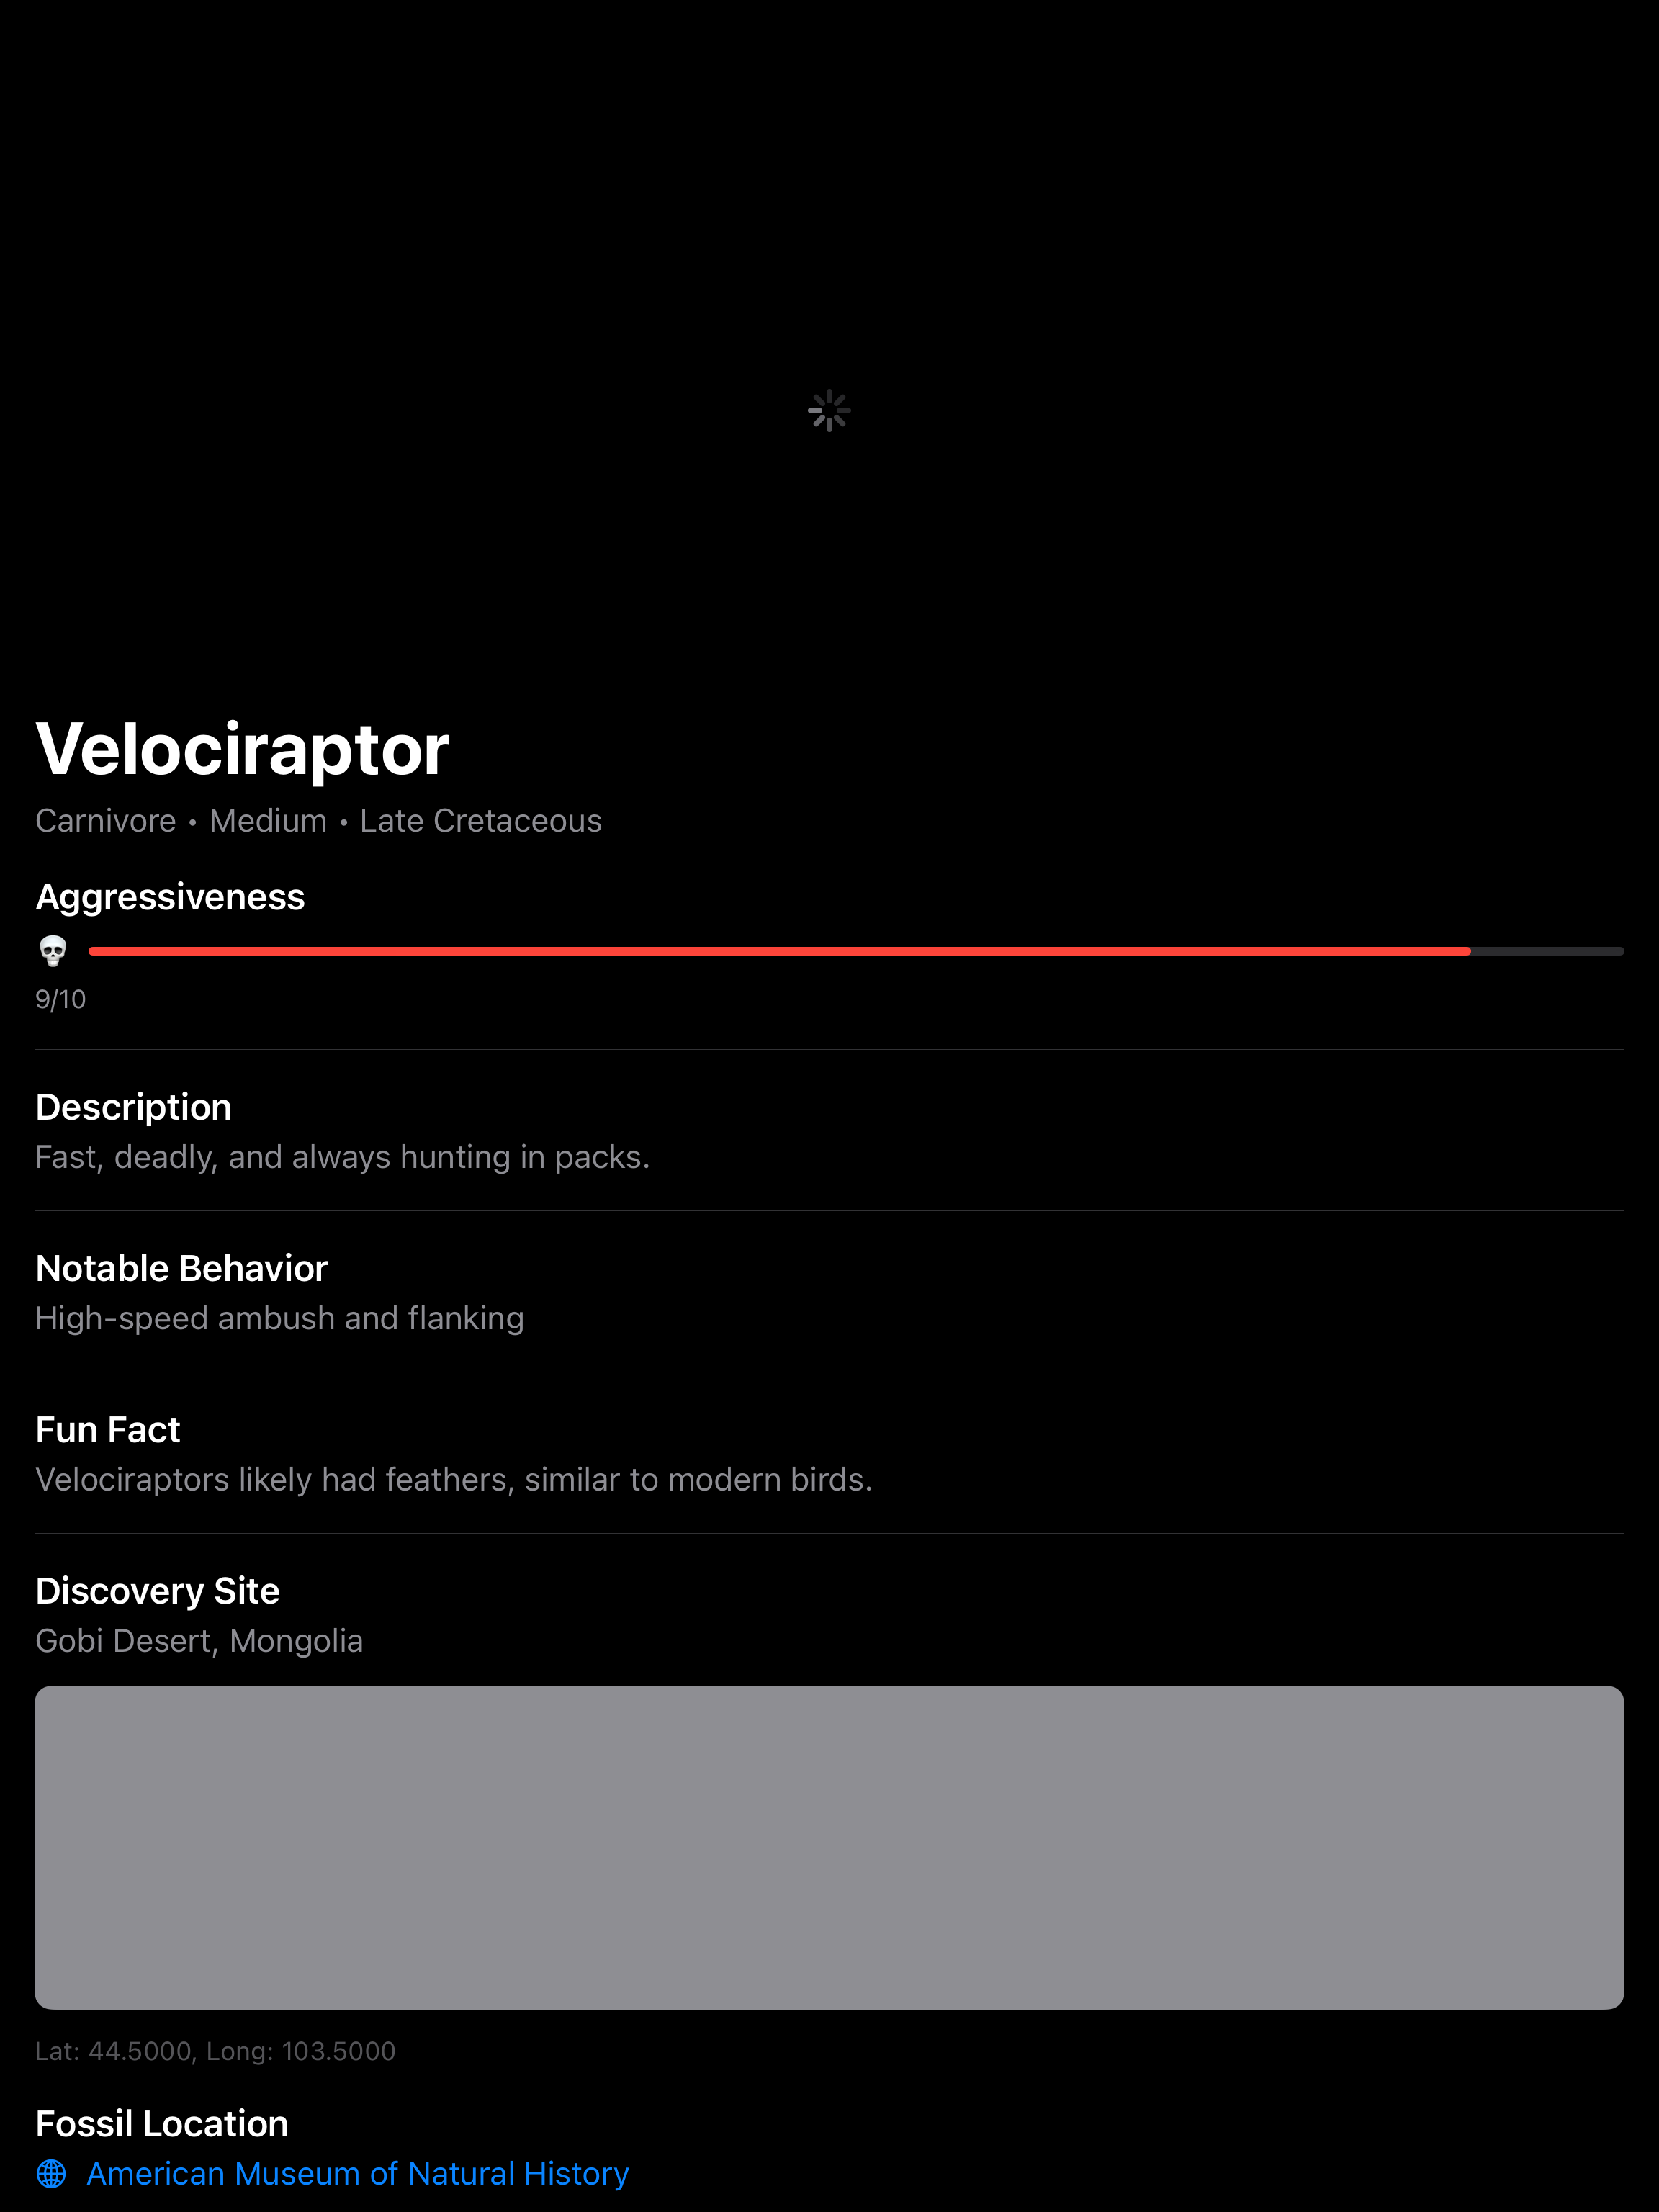 Velociraptor
Carnivore • Medium • Late Cretaceous
Aggressiveness
9/10
Description
Fast, deadly, and always hunting in packs.
Notable Behavior
High-speed ambush and flanking
Fun Fact
Velociraptors likely had feathers, similar to modern birds.
Discovery Site
Gobi Desert, Mongolia
Lat: 44.5000, Long: 103.5000
Fossil Location
American Museum of Natural History